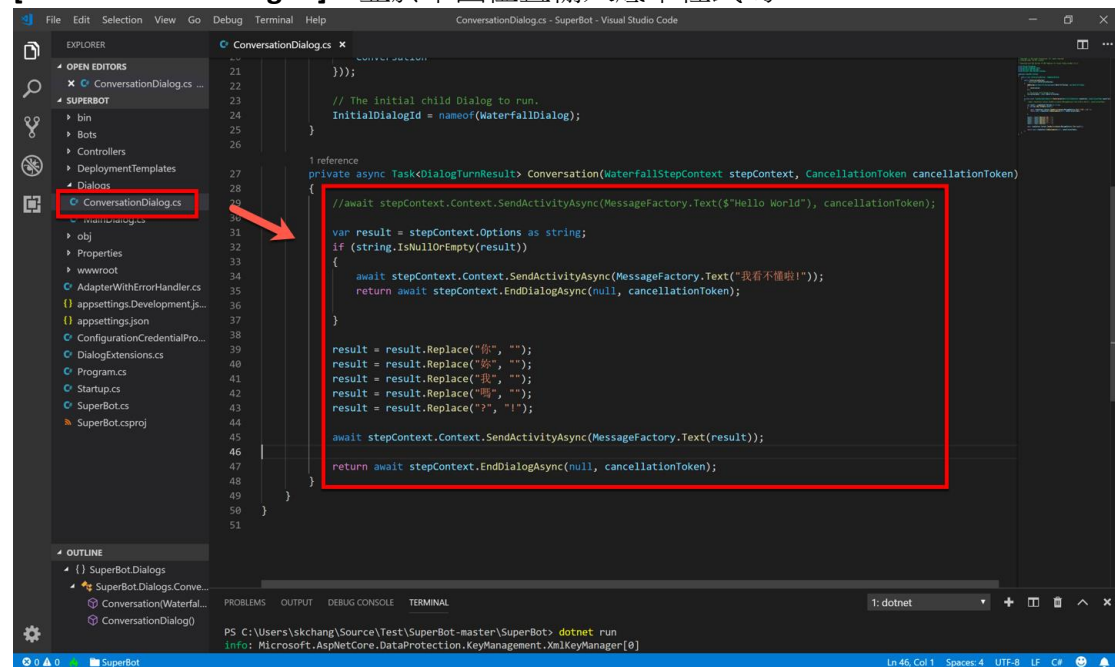 File Edit Selection View Go Debug Terminal Help ConversationDialog.cs - SuperBot - Visual Studio Code
EXPLORER
OPEN EDITORS
ConversationDialog.cs ...
SUPERBOT
bin
Bots
Controllers
DeploymentTemplates
Dialogs
ConversationDialog.cs
MainDialog.cs
obj
Properties
wwwroot
AdapterWithErrorHandler.cs
{} appsettings.Development.js...
{} appsettings.json
ConfigurationCredentialPro...
DialogExtensions.cs
Program.cs
Startup.cs
SuperBot.cs
SuperBot.csproj
OUTLINE
{} SuperBot.Dialogs
SuperBot.Dialogs.Conve...
Conversation(Waterfal...
ConversationDialog()
ConversationDialog.cs
20 Conversation
21 }));
22
23 // The initial child Dialog to run.
24 InitialDialogId = nameof(WaterfallDialog);
25 }
26
1 reference
27 private async Task<DialogTurnResult> Conversation(WaterfallStepContext stepContext, CancellationToken cancellationToken)
28 {
29 //await stepContext.Context.SendActivityAsync(MessageFactory.Text($"Hello World"), cancellationToken);
30
31 var result = stepContext.Options as string;
32 if (string.IsNullOrEmpty(result))
33 {
34 await stepContext.Context.SendActivityAsync(MessageFactory.Text("我看不懂啦!"));
35 return await stepContext.EndDialogAsync(null, cancellationToken);
36
37 }
38
39 result = result.Replace("你", "");
40 result = result.Replace("妳", "");
41 result = result.Replace("我", "");
42 result = result.Replace("嗎", "");
43 result = result.Replace("?", "!");
44
45 await stepContext.Context.SendActivityAsync(MessageFactory.Text(result));
46
47 return await stepContext.EndDialogAsync(null, cancellationToken);
48 }
49 }
50 }
51
PROBLEMS OUTPUT DEBUG CONSOLE TERMINAL 1: dotnet
PS C:\Users\skchang\Source\Test\SuperBot-master\SuperBot> dotnet run
info: Microsoft.AspNetCore.DataProtection.KeyManagement.XmlKeyManager[0]
0 0 SuperBot Ln 46, Col 1 Spaces: 4 UTF-8 LF C#